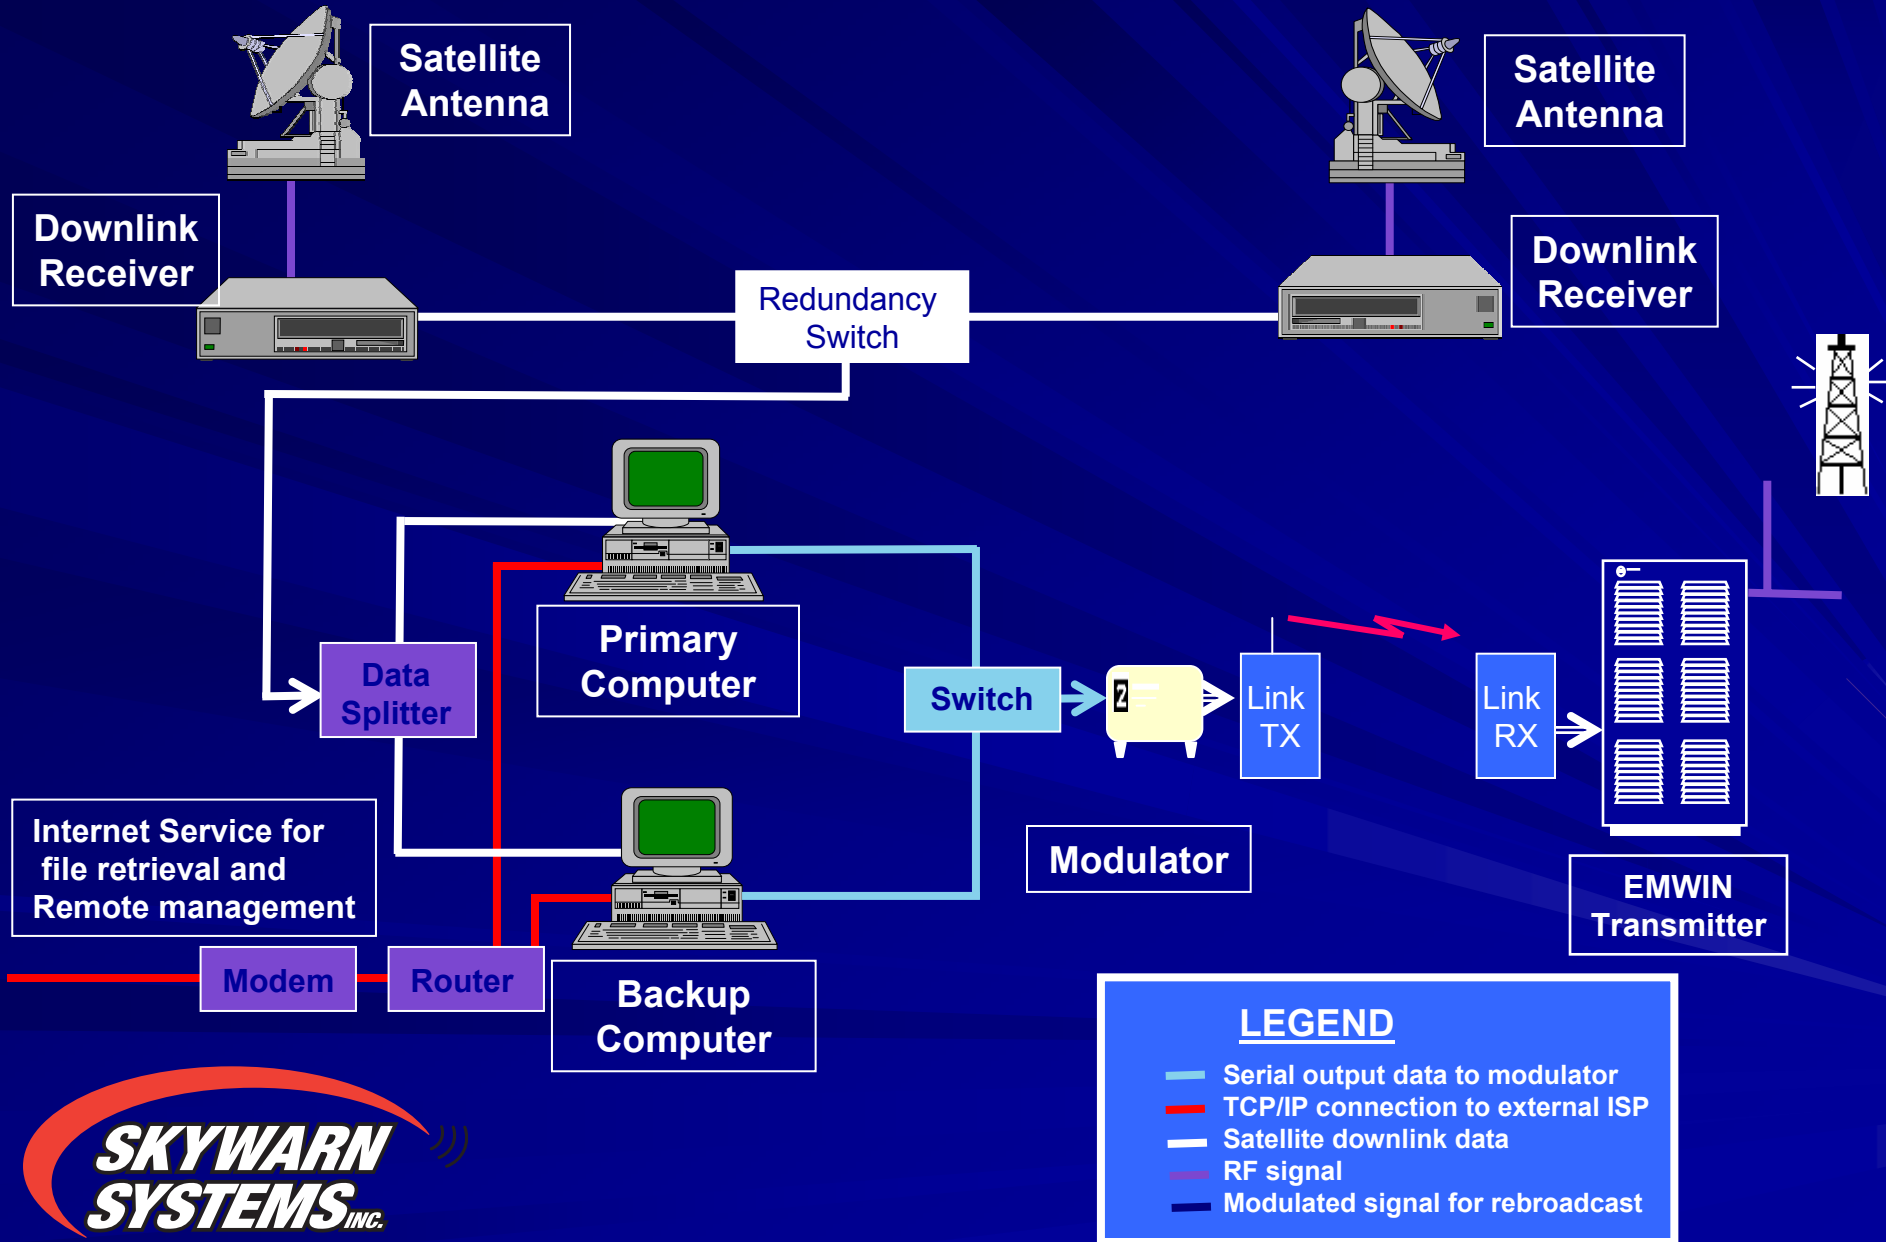 Satellite
Antenna
Satellite
Antenna
Downlink
Receiver
Downlink
Receiver
Redundancy
Switch
Primary
Computer
Data
Splitter
Switch
2
Link
TX
Link
RX
Internet Service for
file retrieval and
Remote management
Modulator
EMWIN
Transmitter
Modem
Router
Backup
Computer
LEGEND
Serial output data to modulator
TCP/IP connection to external ISP
Satellite downlink data
RF signal
Modulated signal for rebroadcast
SKYWARN
SYSTEMS INC.